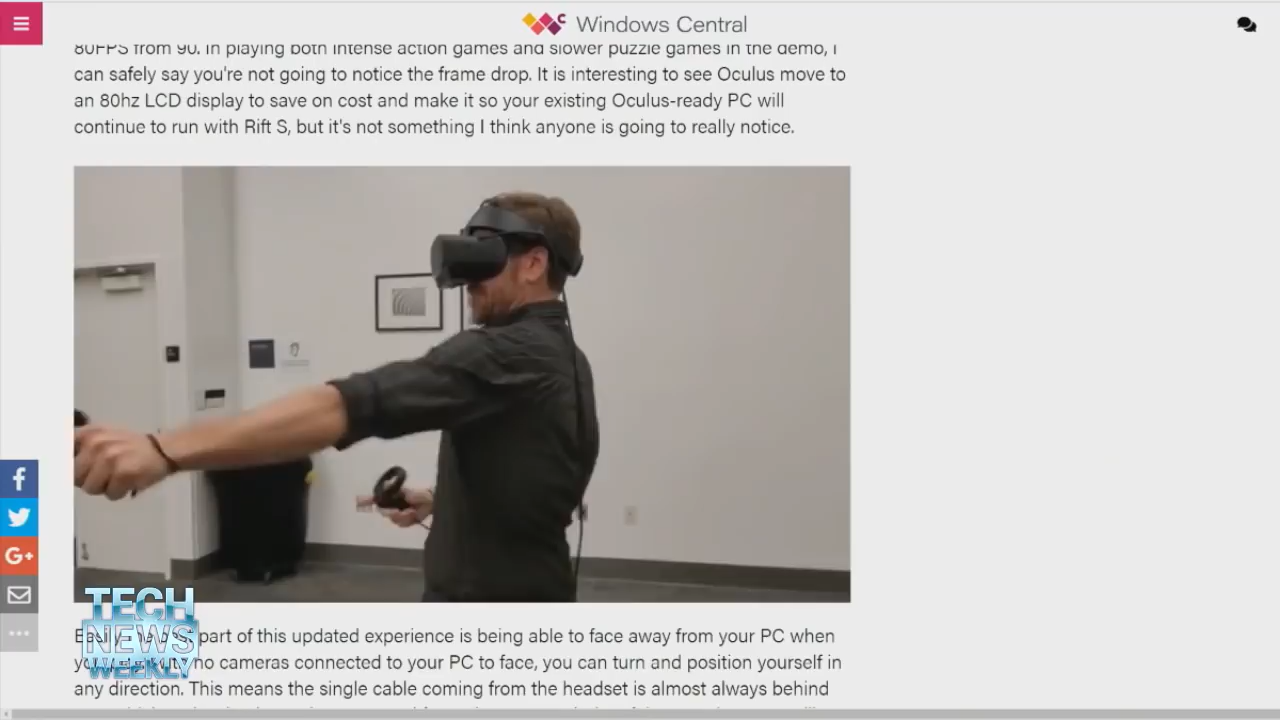 Windows Central
80FPS from 90. In playing both intense action games and slower puzzle games in the demo, I
can safely say you're not going to notice the frame drop. It is interesting to see Oculus move to
an 80hz LCD display to save on cost and make it so your existing Oculus-ready PC will
continue to run with Rift S, but it's not something I think anyone is going to really notice.
TECH
NEWS
WEEKLY
part of this updated experience is being able to face away from your PC when
no cameras connected to your PC to face, you can turn and position yourself in
any direction. This means the single cable coming from the headset is almost always behind